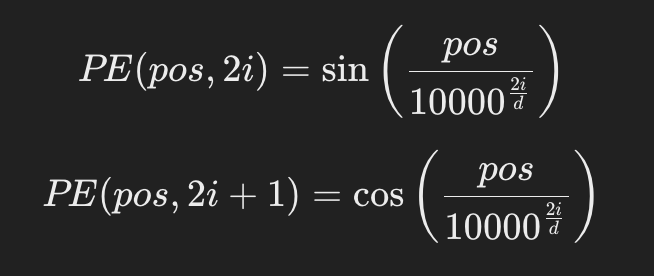 PE(pos, 2i) = sin ( pos / 10000^{2i/d} )
PE(pos, 2i + 1) = cos ( pos / 10000^{2i/d} )